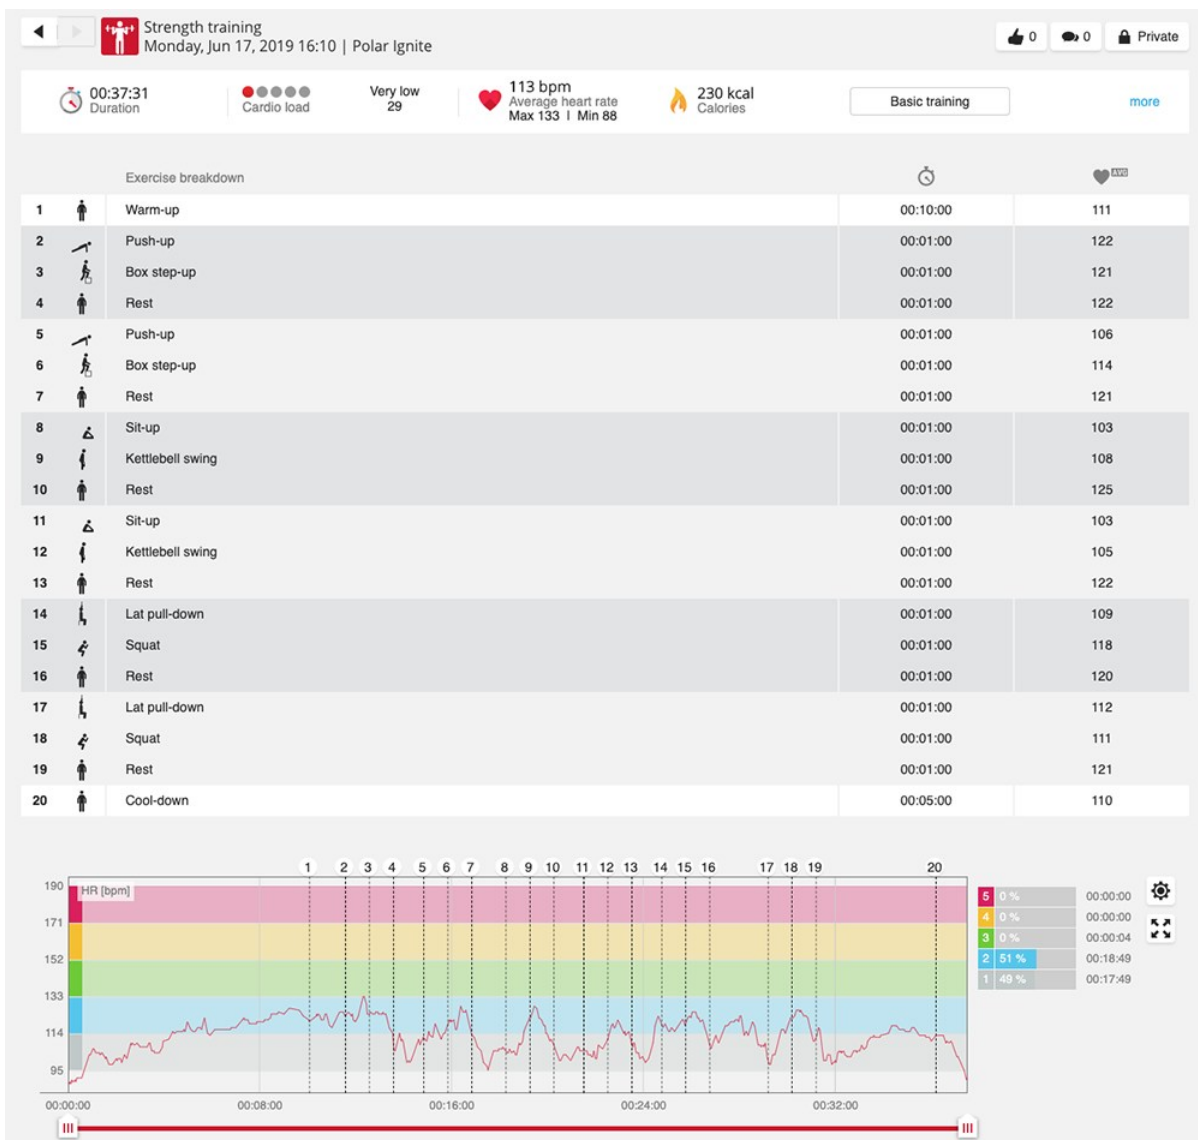 Strength training
Monday, Jun 17, 2019 16:10 | Polar Ignite
0 0 Private
00:37:31
Duration
Cardio load
Very low
29
113 bpm
Average heart rate
Max 133 | Min 88
230 kcal
Calories
Basic training
more
Exercise breakdown AVG
1 Warm-up 00:10:00 111
2 Push-up 00:01:00 122
3 Box step-up 00:01:00 121
4 Rest 00:01:00 122
5 Push-up 00:01:00 106
6 Box step-up 00:01:00 114
7 Rest 00:01:00 121
8 Sit-up 00:01:00 103
9 Kettlebell swing 00:01:00 108
10 Rest 00:01:00 125
11 Sit-up 00:01:00 103
12 Kettlebell swing 00:01:00 105
13 Rest 00:01:00 122
14 Lat pull-down 00:01:00 109
15 Squat 00:01:00 118
16 Rest 00:01:00 120
17 Lat pull-down 00:01:00 112
18 Squat 00:01:00 111
19 Rest 00:01:00 121
20 Cool-down 00:05:00 110
1 2 3 4 5 6 7 8 9 10 11 12 13 14 15 16 17 18 19 20
HR [bpm]
190
171
152
133
114
95
5 0 % 00:00:00
4 0 % 00:00:00
3 0 % 00:00:04
2 51 % 00:18:49
1 49 % 00:17:49
00:00:00 00:08:00 00:16:00 00:24:00 00:32:00